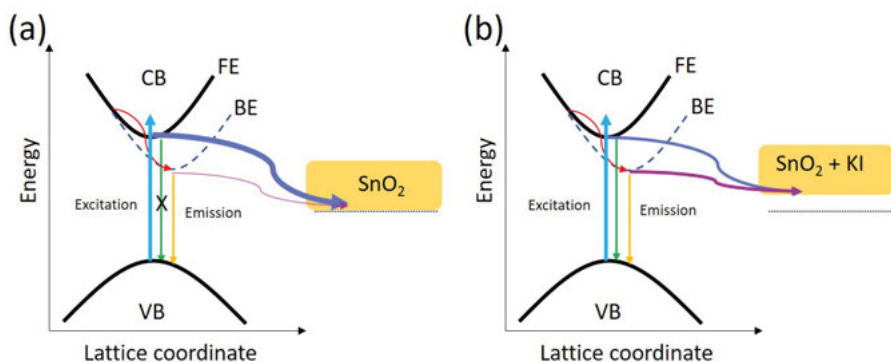 (a)
CB
FE
BE
Energy
Excitation
X
Emission
SnO₂
VB
Lattice coordinate
(b)
CB
FE
BE
Energy
Excitation
Emission
SnO₂ + KI
VB
Lattice coordinate